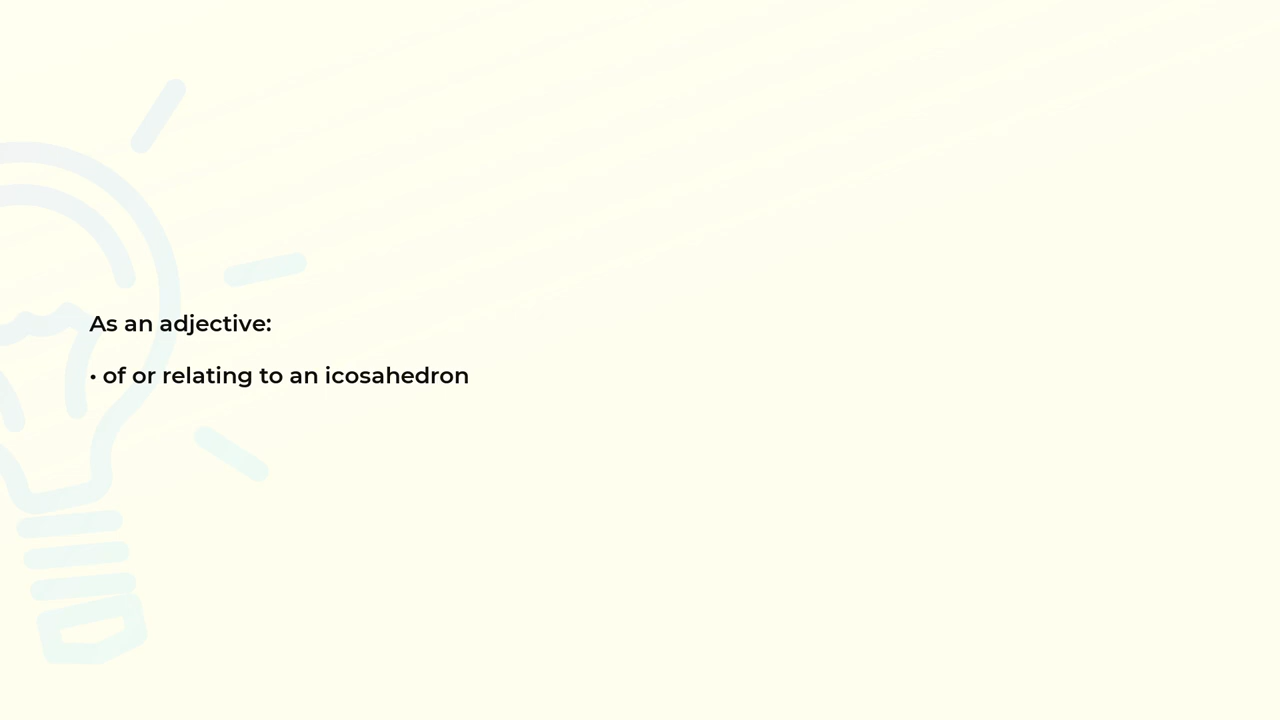 As an adjective:
• of or relating to an icosahedron